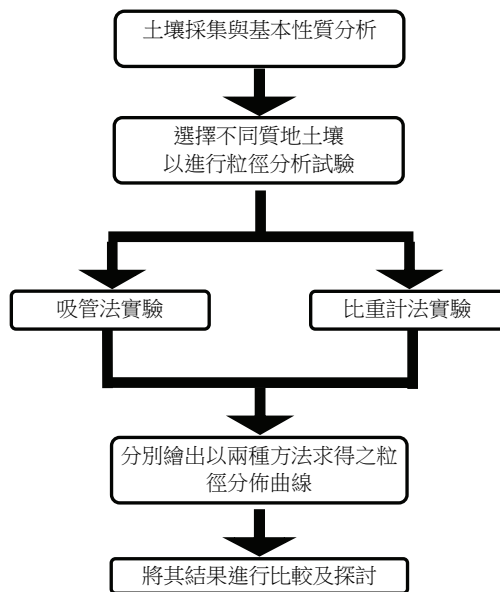 土壤採集與基本性質分析
選擇不同質地土壤
以進行粒徑分析試驗
吸管法實驗
比重計法實驗
分別繪出以兩種方法求得之粒
徑分佈曲線
將其結果進行比較及探討